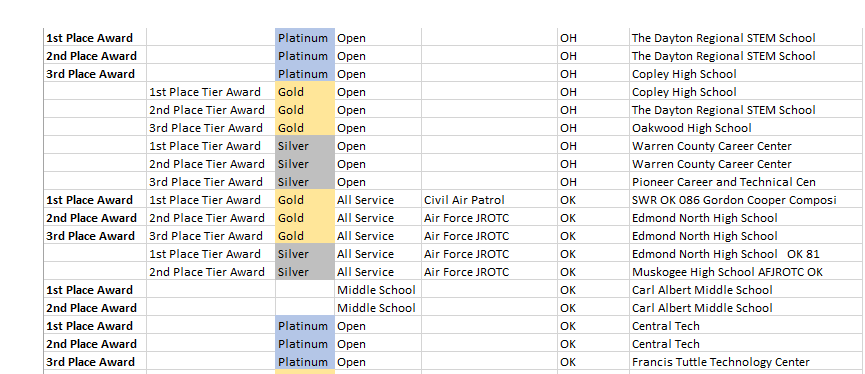 1st Place Award Platinum Open OH The Dayton Regional STEM School
2nd Place Award Platinum Open OH The Dayton Regional STEM School
3rd Place Award Platinum Open OH Copley High School
1st Place Tier Award Gold Open OH Copley High School
2nd Place Tier Award Gold Open OH The Dayton Regional STEM School
3rd Place Tier Award Gold Open OH Oakwood High School
1st Place Tier Award Silver Open OH Warren County Career Center
2nd Place Tier Award Silver Open OH Warren County Career Center
3rd Place Tier Award Silver Open OH Pioneer Career and Technical Cen
1st Place Award 1st Place Tier Award Gold All Service Civil Air Patrol OK SWR OK 086 Gordon Cooper Composi
2nd Place Award 2nd Place Tier Award Gold All Service Air Force JROTC OK Edmond North High School
3rd Place Award 3rd Place Tier Award Gold All Service Air Force JROTC OK Edmond North High School
1st Place Tier Award Silver All Service Air Force JROTC OK Edmond North High School OK 81
2nd Place Tier Award Silver All Service Air Force JROTC OK Muskogee High School AFJROTC OK
1st Place Award Middle School OK Carl Albert Middle School
2nd Place Award Middle School OK Carl Albert Middle School
1st Place Award Platinum Open OK Central Tech
2nd Place Award Platinum Open OK Central Tech
3rd Place Award Platinum Open OK Francis Tuttle Technology Center